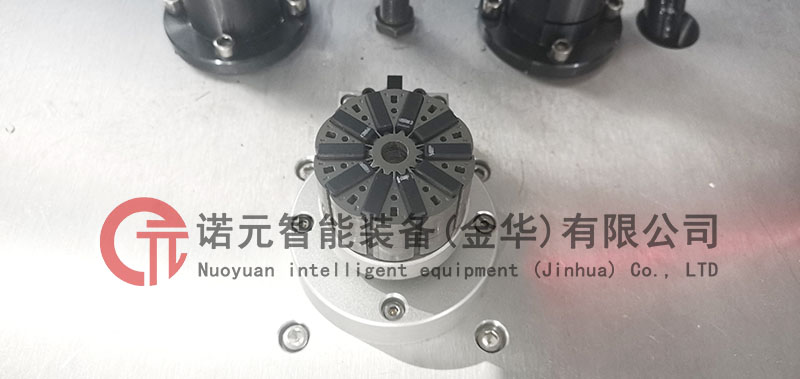 诺元智能装备(金华)有限公司
Nuoyuan intelligent equipment (Jinhua) Co., LTD